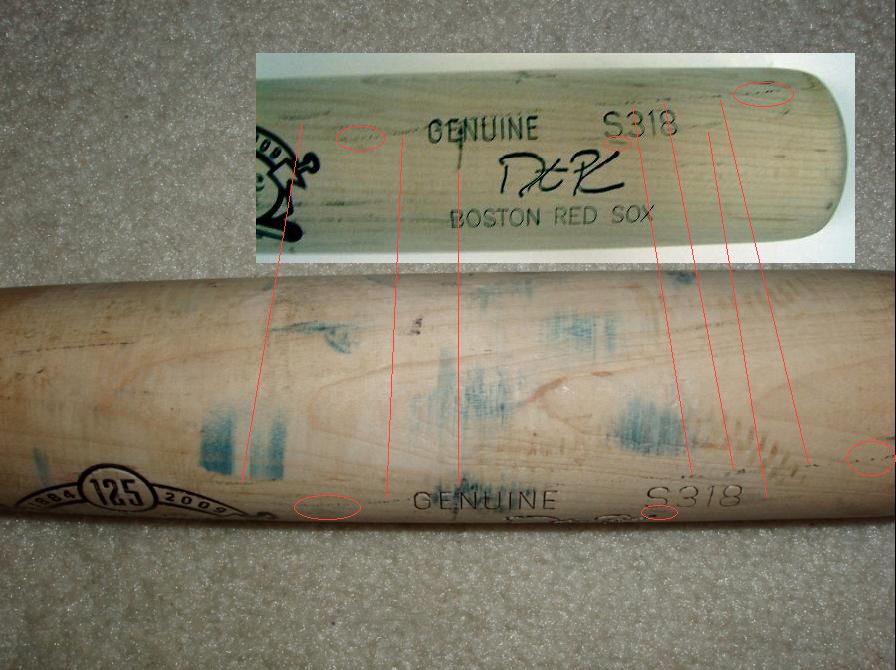 GENUINE S318
BOSTON RED SOX
1884 125 2009
GENUINE S318